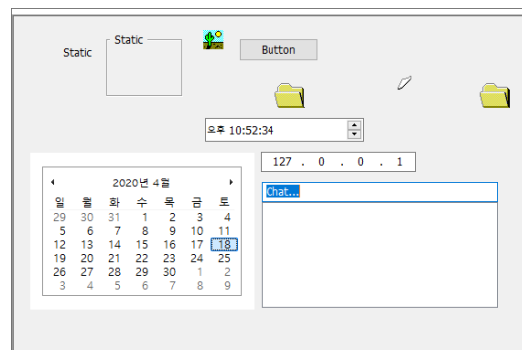 Static
Static
Button
오후 10:52:34
127 . 0 . 0 . 1
2020년 4월
일 월 화 수 목 금 토
29 30 31 1 2 3 4
5 6 7 8 9 10 11
12 13 14 15 16 17 18
19 20 21 22 23 24 25
26 27 28 29 30 1 2
3 4 5 6 7 8 9
Chat...